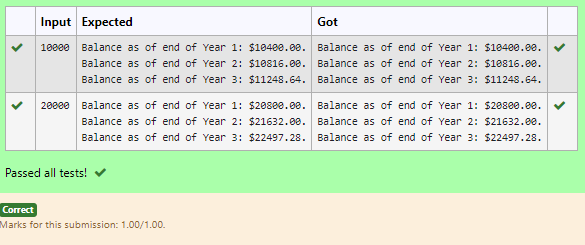 Input Expected Got
10000 Balance as of end of Year 1: $10400.00. Balance as of end of Year 1: $10400.00.
Balance as of end of Year 2: $10816.00. Balance as of end of Year 2: $10816.00.
Balance as of end of Year 3: $11248.64. Balance as of end of Year 3: $11248.64.
20000 Balance as of end of Year 1: $20800.00. Balance as of end of Year 1: $20800.00.
Balance as of end of Year 2: $21632.00. Balance as of end of Year 2: $21632.00.
Balance as of end of Year 3: $22497.28. Balance as of end of Year 3: $22497.28.
Passed all tests!
Correct
Marks for this submission: 1.00/1.00.